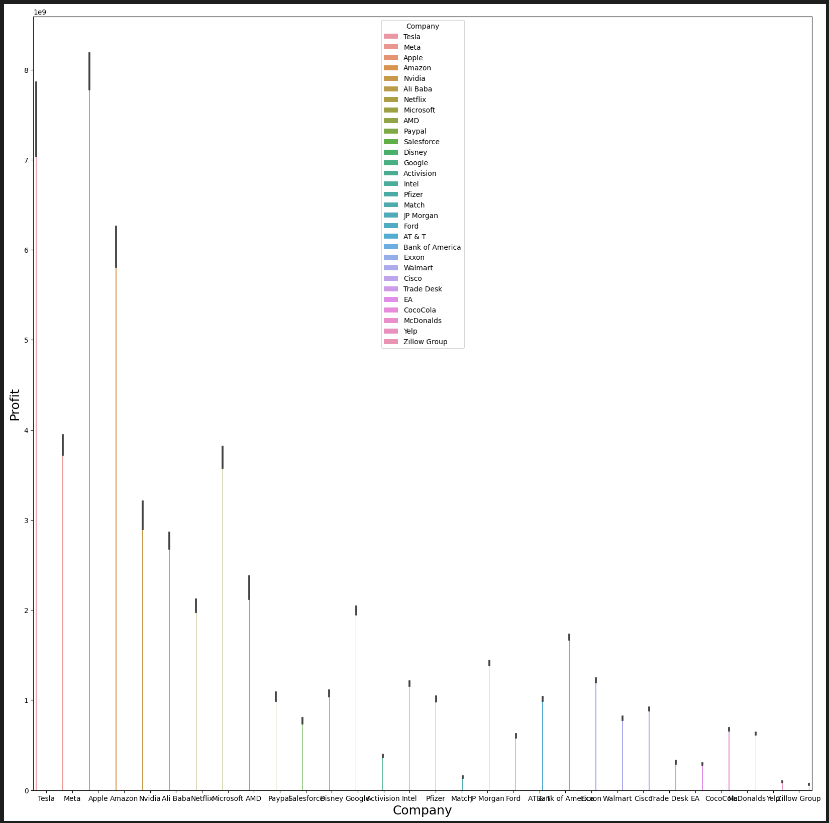 1e9
Company
Tesla
Meta
Apple
Amazon
Nvidia
Ali Baba
Netflix
Microsoft
AMD
Paypal
Salesforce
Disney
Google
Activision
Intel
Pfizer
Match
JP Morgan
Ford
AT & T
Bank of America
Exxon
Walmart
Cisco
Trade Desk
EA
CocoCola
McDonalds
Yelp
Zillow Group
8
7
6
5
4
3
2
1
0
Profit
Tesla Meta Apple Amazon Nvidia Ali Baba Netflix Microsoft AMD Paypal Salesforce Disney Google Activision Intel Pfizer Match JP Morgan Ford AT & T Bank of America Exxon Walmart Cisco Trade Desk EA CocoCola McDonalds Yelp Zillow Group
Company